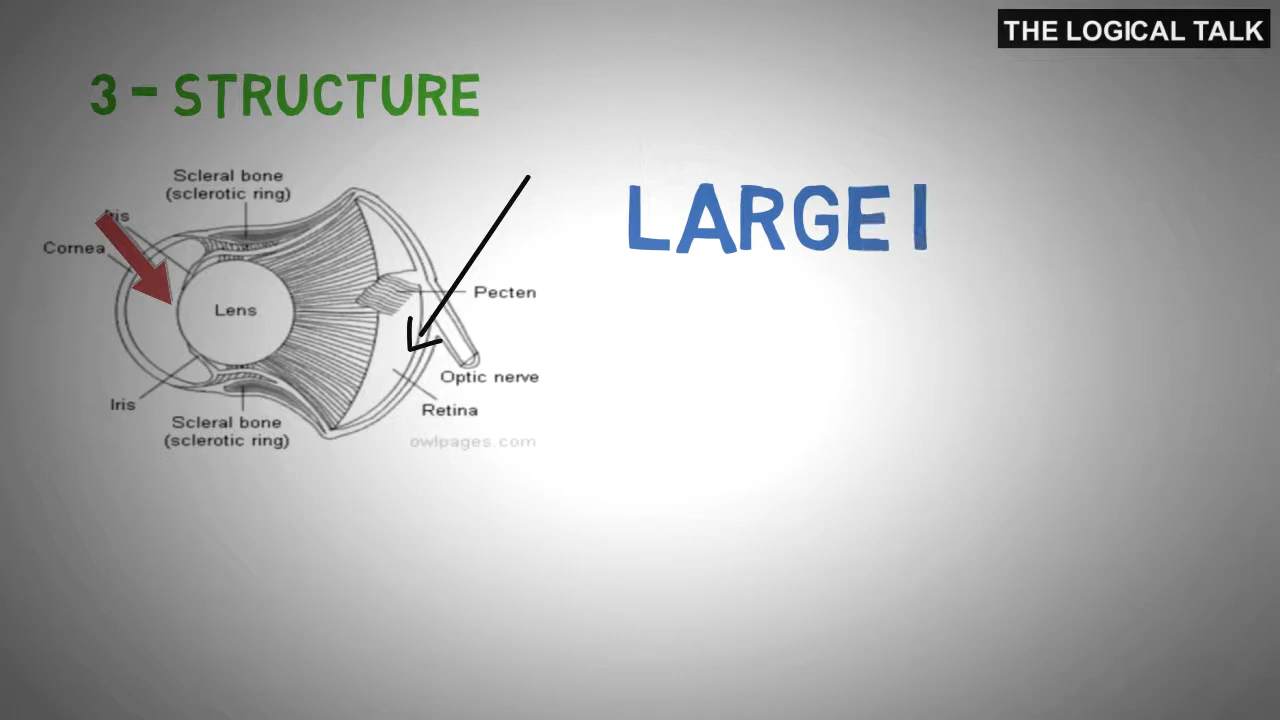 THE LOGICAL TALK
3 - STRUCTURE
Scleral bone
(sclerotic ring)
Iris
Cornea
LARGE I
Lens
Pecten
Optic nerve
Iris
Retina
Scleral bone
(sclerotic ring)
owlpages.com